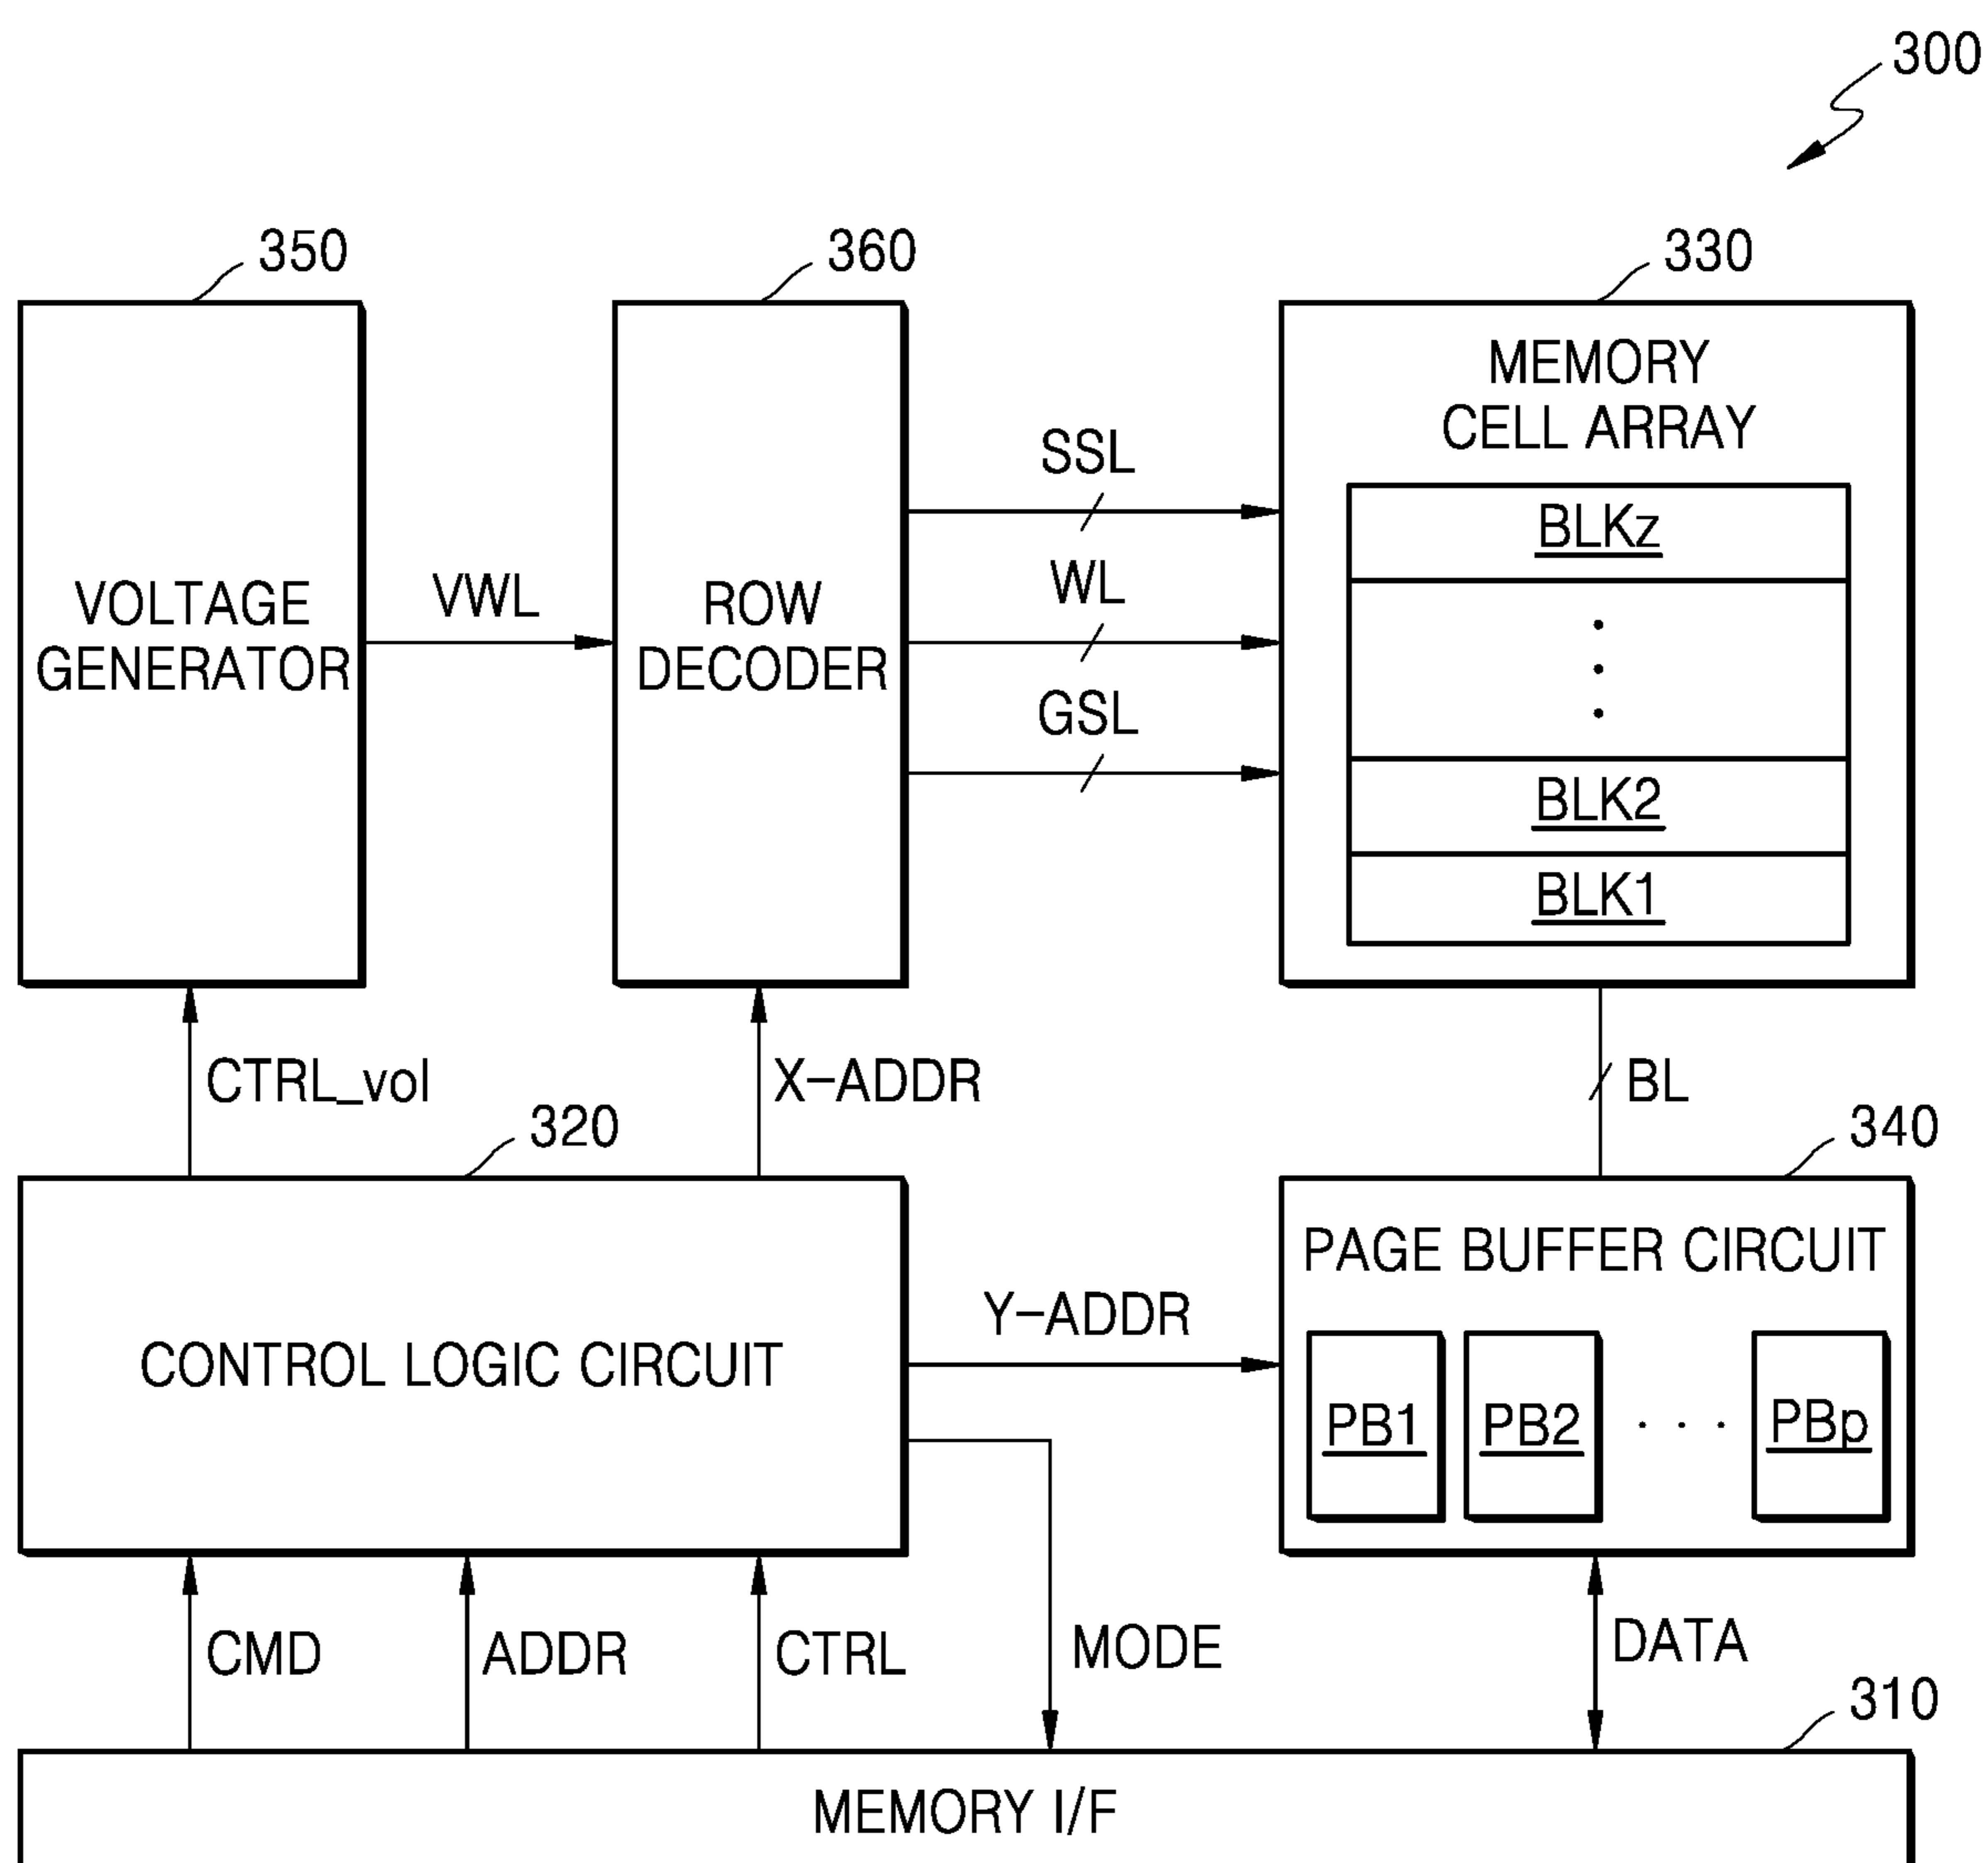 300
350
360
330
VOLTAGE
GENERATOR
VWL
ROW
DECODER
SSL
WL
GSL
MEMORY
CELL ARRAY
BLKz
BLK2
BLK1
CTRL_vol
X-ADDR
BL
320
340
CONTROL LOGIC CIRCUIT
Y-ADDR
PAGE BUFFER CIRCUIT
PB1 PB2 · · · PBp
CMD
ADDR
CTRL
MODE
DATA
310
MEMORY I/F